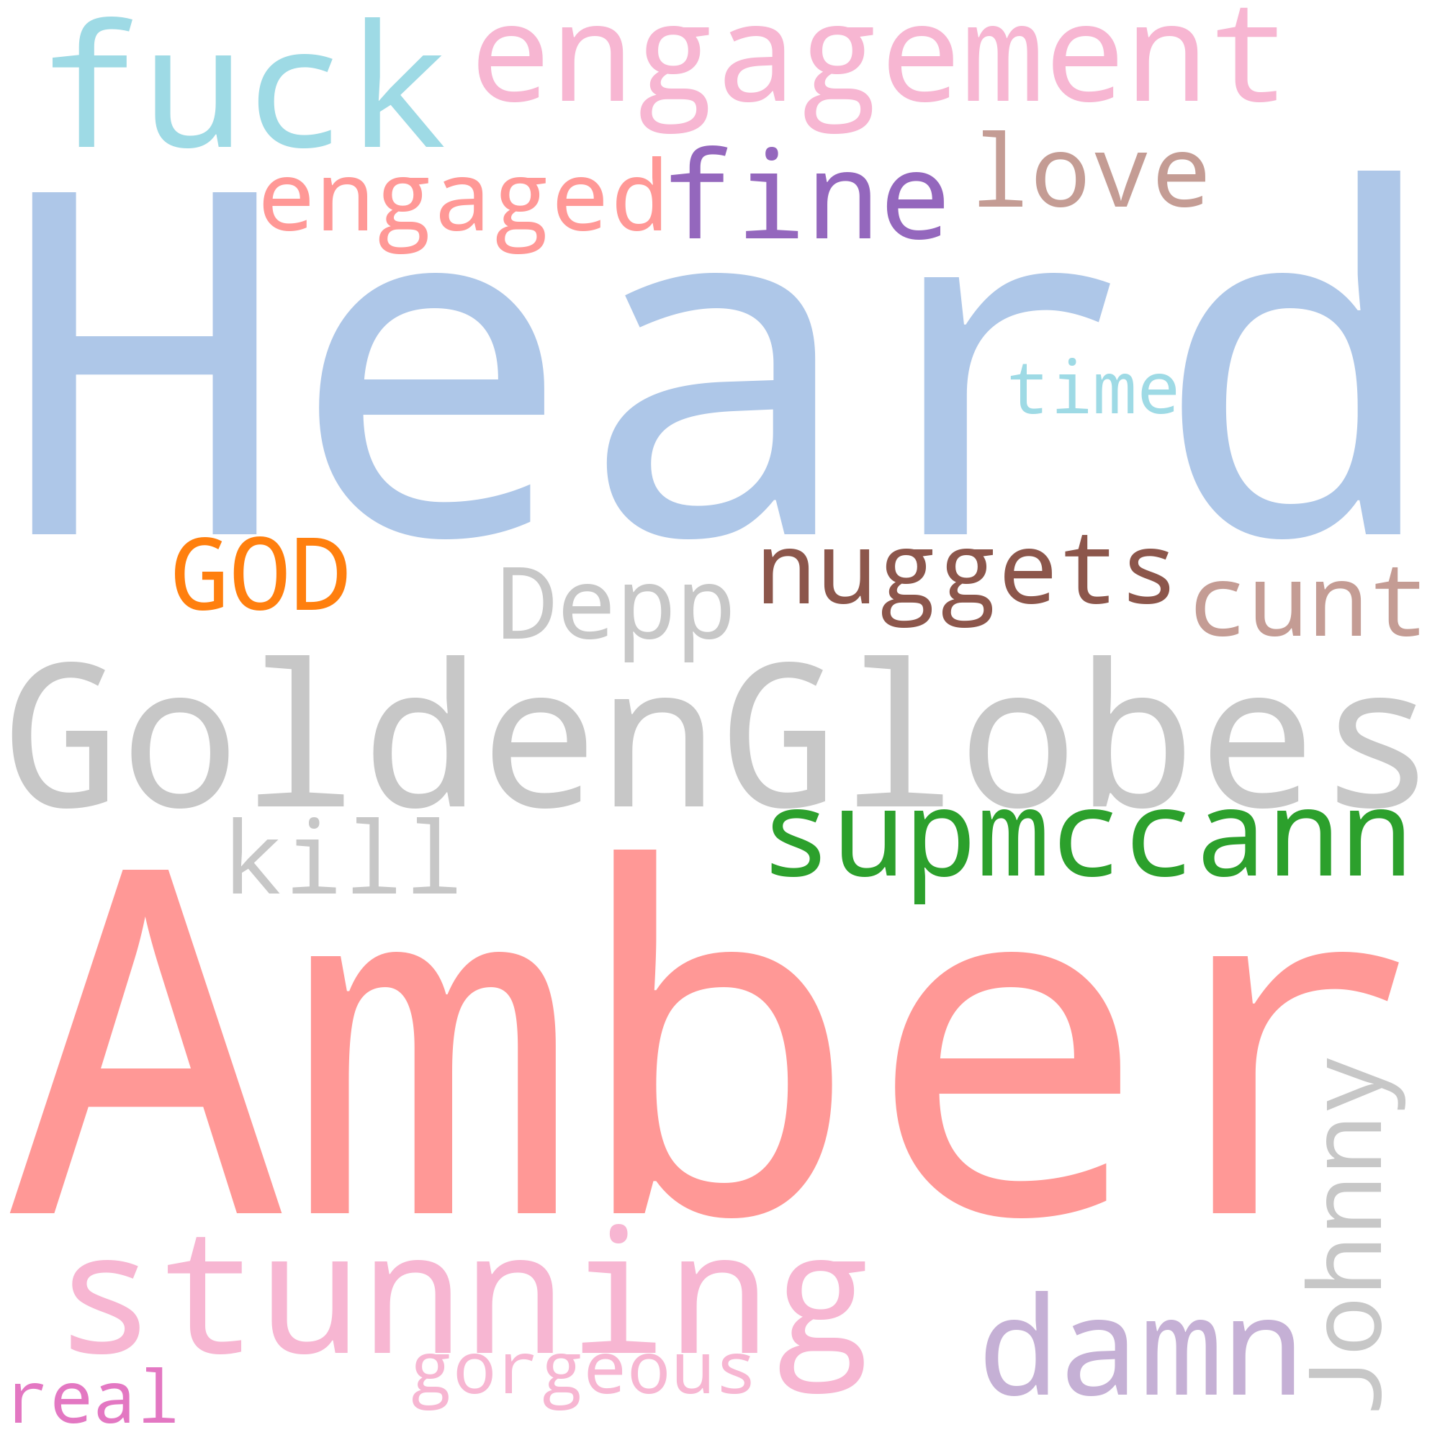 fuck engagement
engaged fine love
Heard
time
GOD Depp nuggets cunt
GoldenGlobes
kill supmccann
Amber
Johnny
stunning
damn
real gorgeous